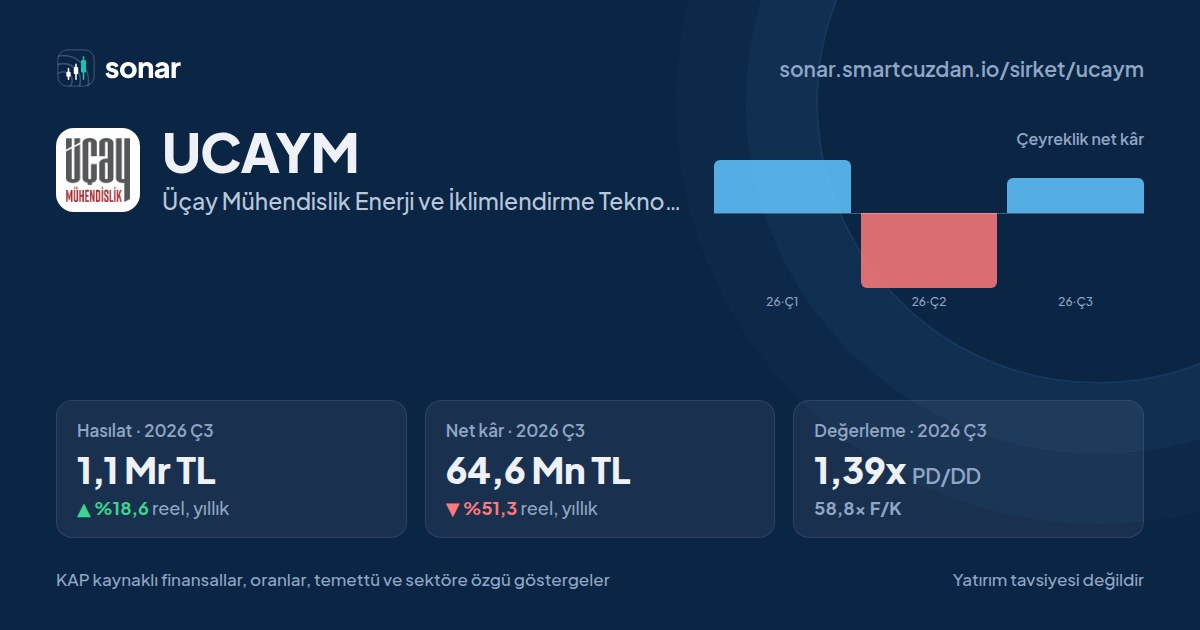 sonar
sonar.smartcuzdan.io/sirket/ucaym
üçay
MÜHENDİSLİK
UCAYM
Üçay Mühendislik Enerji ve İklimlendirme Tekno...
Çeyreklik net kâr
26·Ç1
26·Ç2
26·Ç3
Hasılat · 2026 Ç3
1,1 Mr TL
▲ %18,6 reel, yıllık
Net kâr · 2026 Ç3
64,6 Mn TL
▼ %51,3 reel, yıllık
Değerleme · 2026 Ç3
1,39x PD/DD
58,8x F/K
KAP kaynaklı finansallar, oranlar, temettü ve sektöre özgü göstergeler
Yatırım tavsiyesi değildir